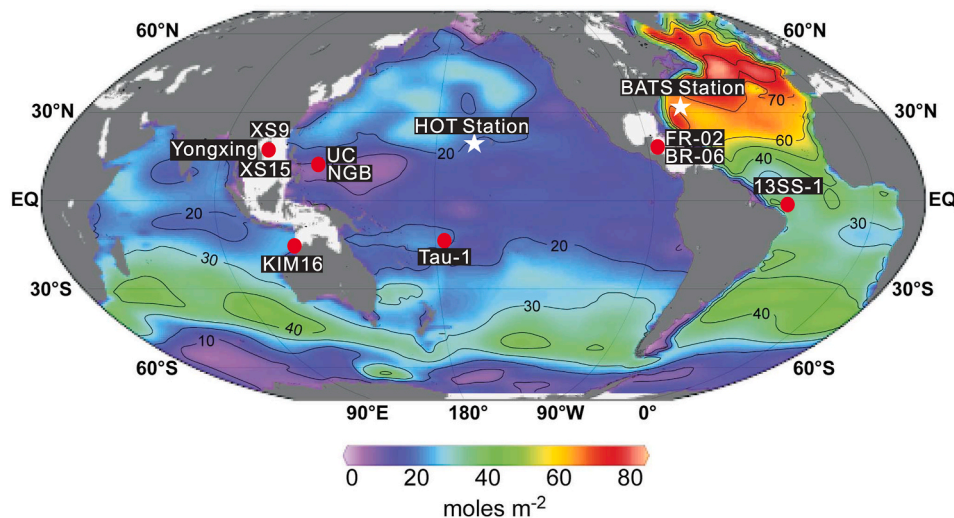 60°N
60°N
30°N
30°N
BATS Station
70
XS9
HOT Station
Yongxing
UC
FR-02
XS15
NGB
20
BR-06
60
40
13SS-1
EQ
EQ
20
30
Tau-1
20
KIM16
30
30
30°S
30°S
40
40
10
60°S
60°S
90°E 180° 90°W 0°
0 20 40 60 80
moles m⁻²